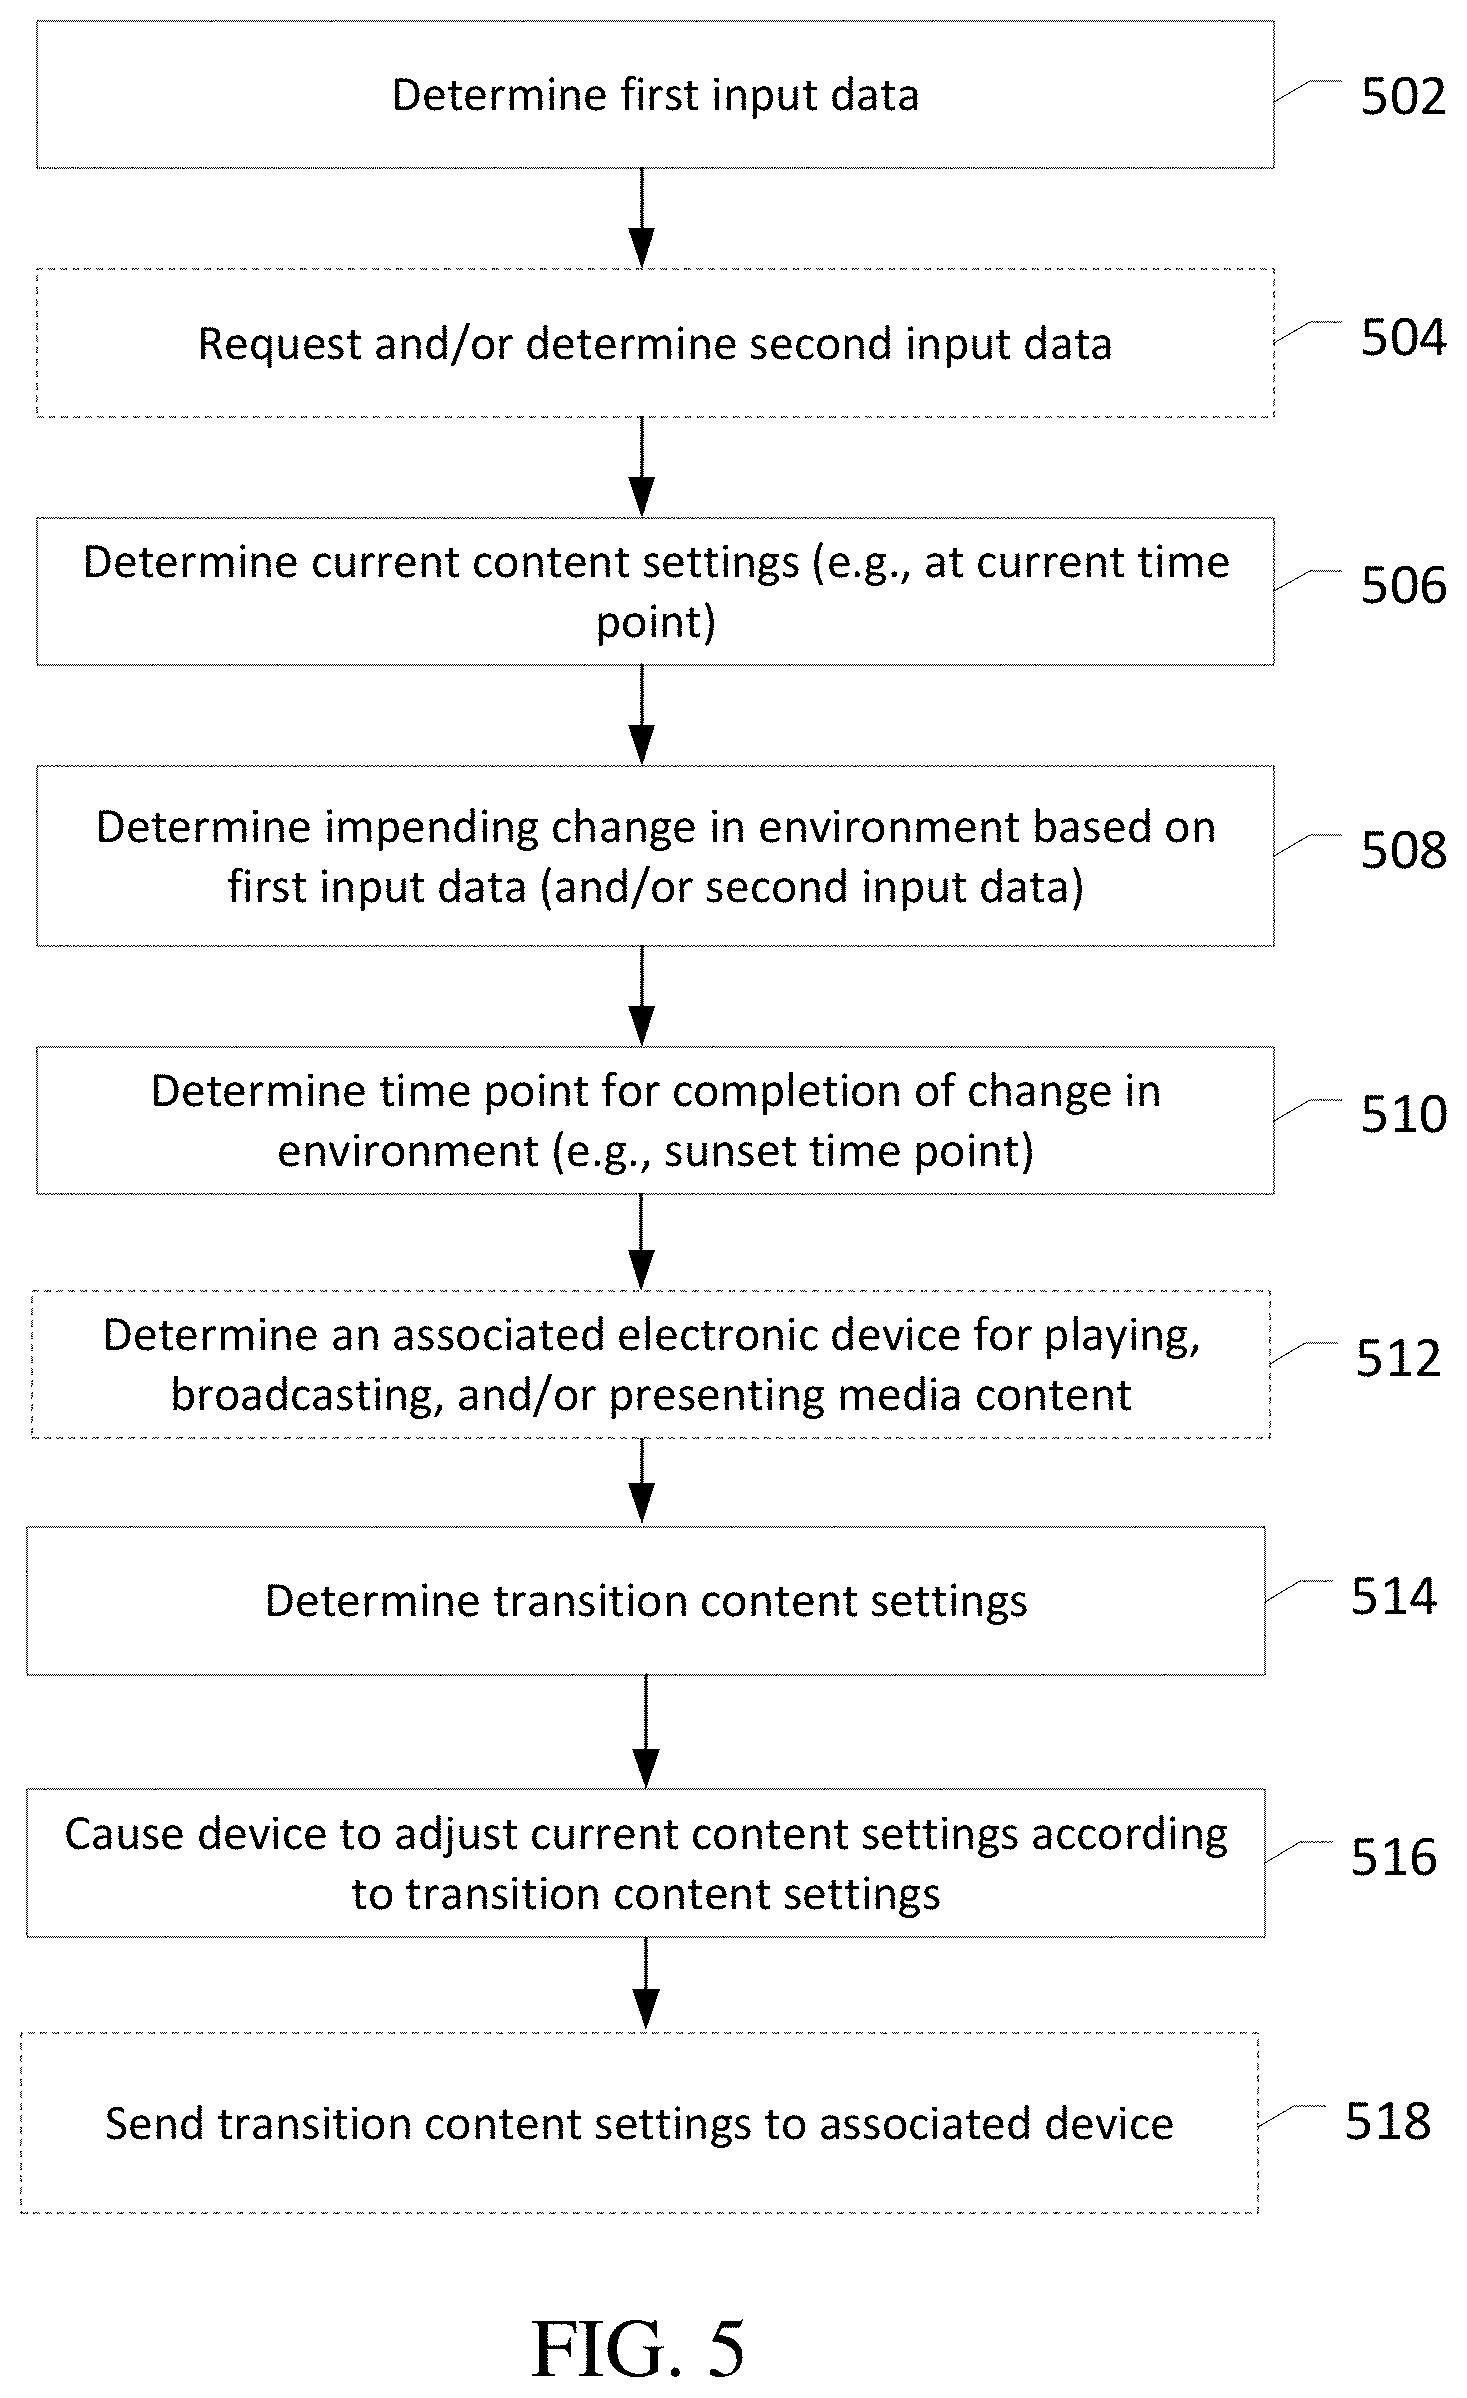 Determine first input data
502
Request and/or determine second input data
504
Determine current content settings (e.g., at current time
point)
506
Determine impending change in environment based on
first input data (and/or second input data)
508
Determine time point for completion of change in
environment (e.g., sunset time point)
510
Determine an associated electronic device for playing,
broadcasting, and/or presenting media content
512
Determine transition content settings
514
Cause device to adjust current content settings according
to transition content settings
516
Send transition content settings to associated device
518
FIG. 5